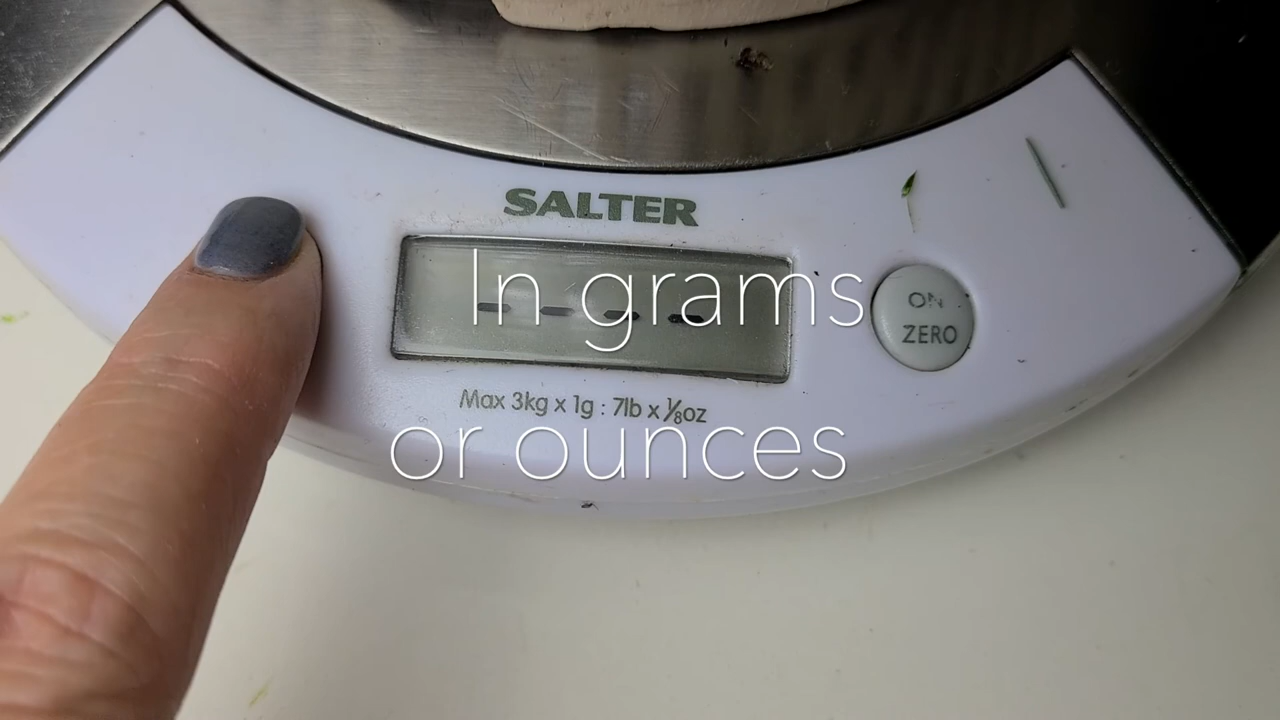 SALTER
In grams
- - - -
ON
ZERO
Max 3kg x 1g : 7lb x 1/8oz
or ounces